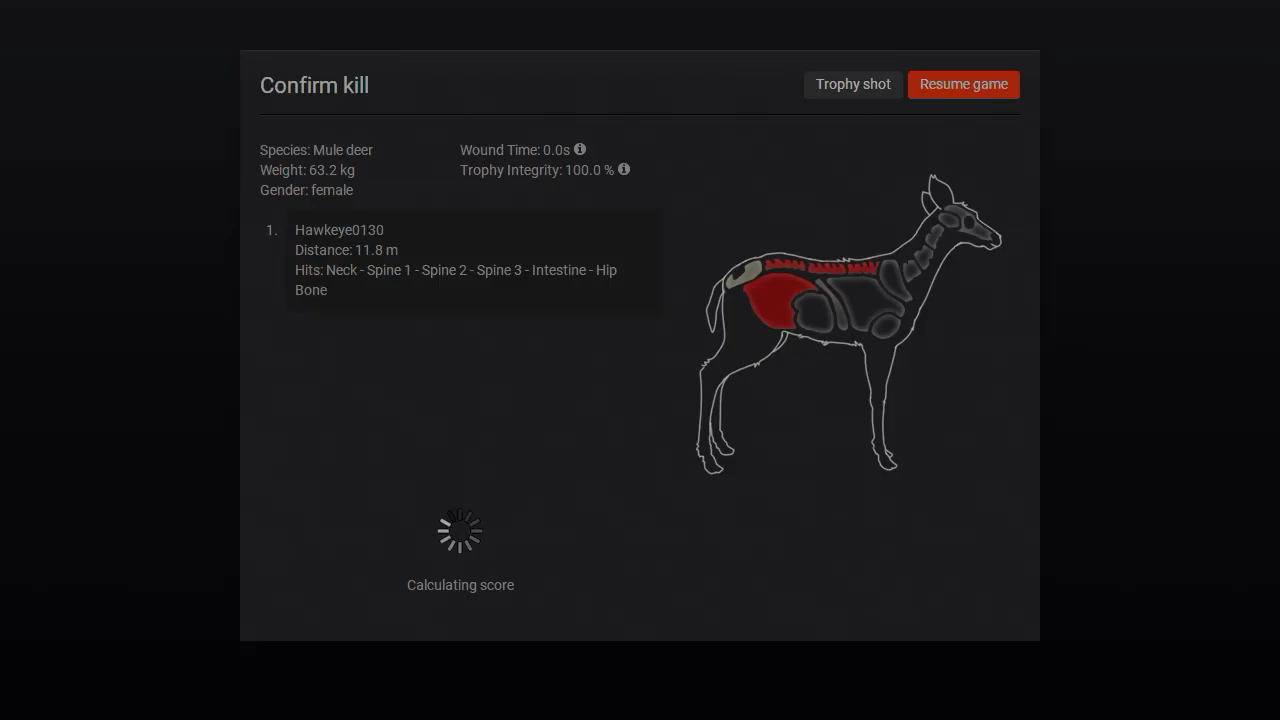 Confirm kill
Trophy shot
Resume game
Species: Mule deer
Weight: 63.2 kg
Gender: female
Wound Time: 0.0s
Trophy Integrity: 100.0 %
1.
Hawkeye0130
Distance: 11.8 m
Hits: Neck - Spine 1 - Spine 2 - Spine 3 - Intestine - Hip
Bone
Calculating score